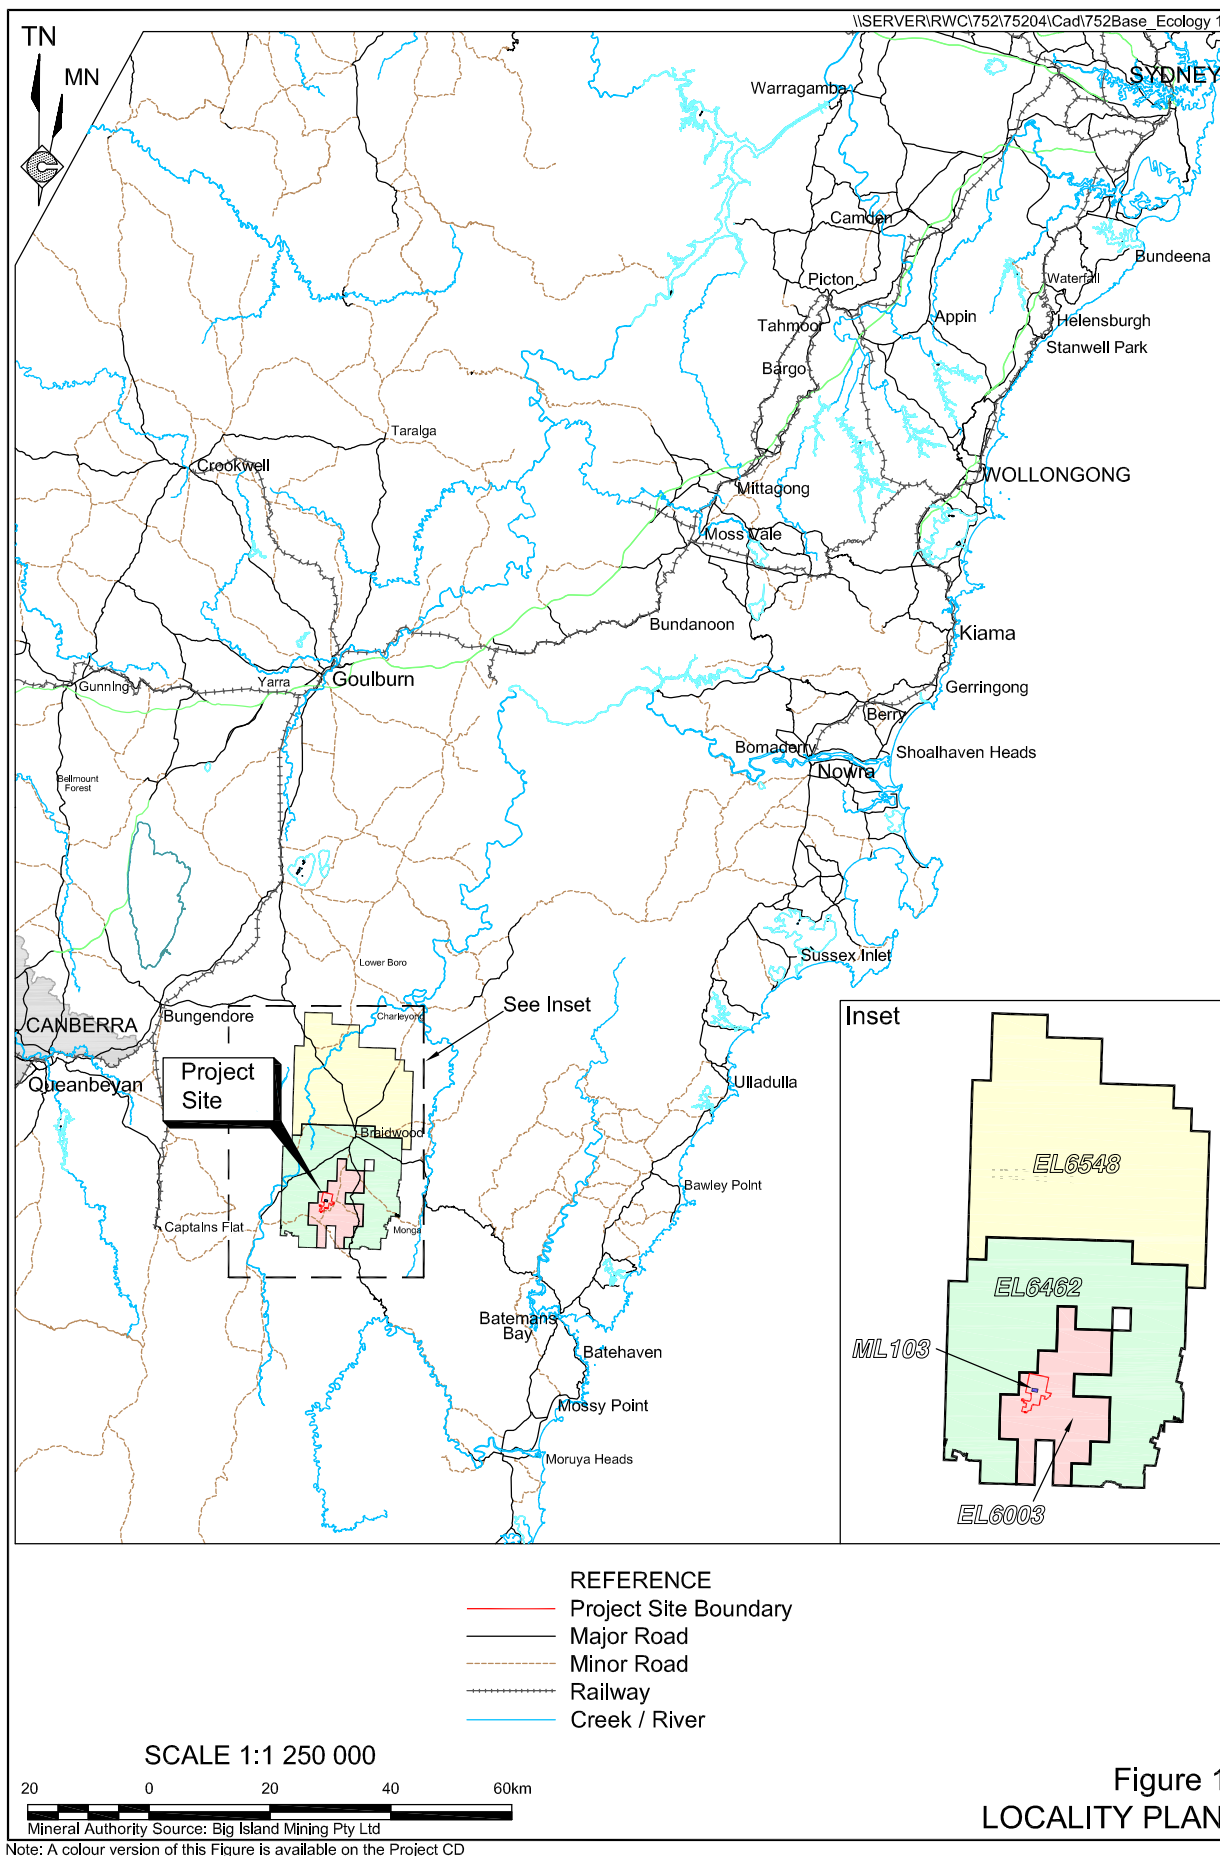 \\SERVER\RWC\752\75204\Cad\752Base_Ecology 1
TN
MN
SYDNEY
Warragamba
Camden
Bundeena
Picton
Waterfall
Tahmoor
Appin
Helensburgh
Stanwell Park
Bargo
Taralga
Crookwell
WOLLONGONG
Mittagong
Moss Vale
Bundanoon
Kiama
Gunning
Yarra
Goulburn
Gerringong
Berry
Bomaderry
Shoalhaven Heads
Nowra
Bellmount
Forest
Sussex Inlet
Lower Boro
See Inset
Charleyong
Bungendore
CANBERRA
Queanbeyan
Project
Site
Ulladulla
Braidwood
Bawley Point
Captains Flat
Monga
Batemans
Bay
Batehaven
Mossy Point
Moruya Heads
Inset
EL6548
EL6462
ML103
EL6003
REFERENCE
Project Site Boundary
Major Road
Minor Road
Railway
Creek / River
SCALE 1:1 250 000
20 0 20 40 60km
Mineral Authority Source: Big Island Mining Pty Ltd
Figure 1
LOCALITY PLAN
Note: A colour version of this Figure is available on the Project CD